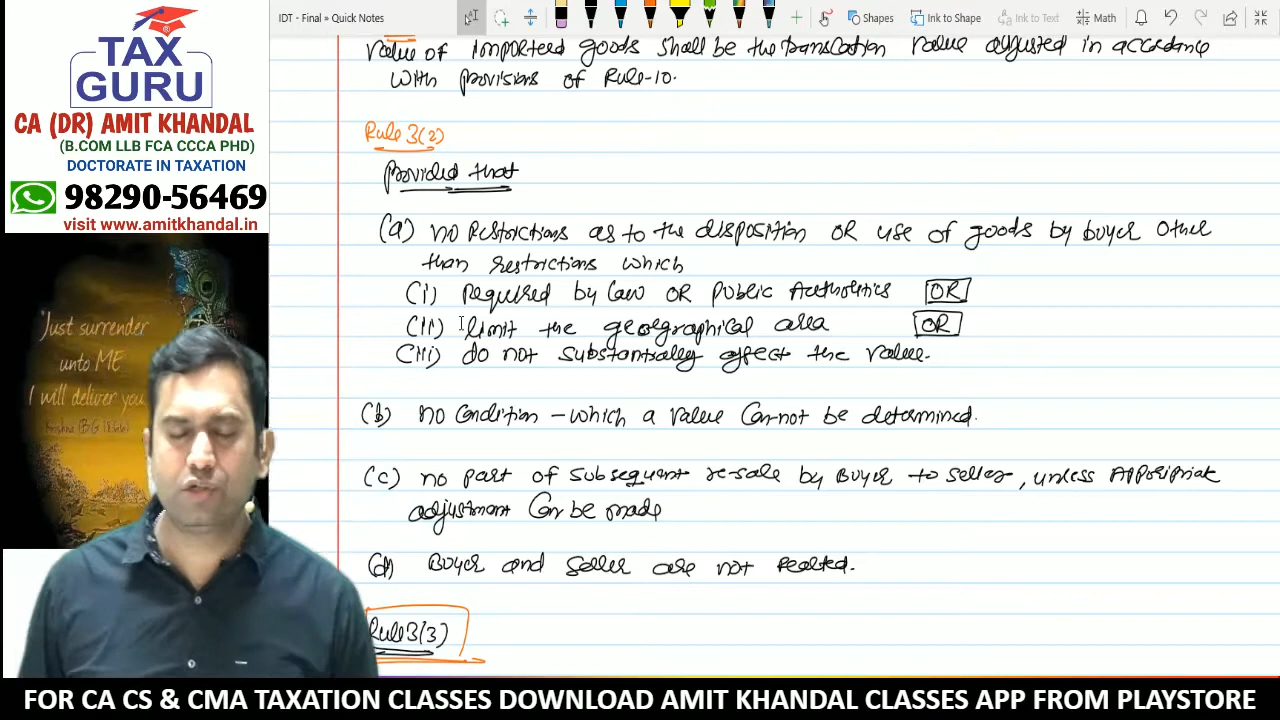 IDT - Final » Quick Notes
Shapes
Ink to Shape
Ink to Text
Math
TAX
GURU
CA (DR) AMIT KHANDAL
(B.COM LLB FCA CCCA PHD)
DOCTORATE IN TAXATION
98290-56469
visit www.amitkhandal.in
"Just surrender
unto ME
I will deliver you
Value of Imported goods shall be the transcation value adjusted in accordance
with provisions of Rule-10.
Rule 3(2)
Provided that
(a) no Restrictions as to the disposition OR use of goods by buyer other
than restrictions which
(i) Required by law OR Public Authorities OR
(ii) limit the geographical area OR
(iii) do not substantially affect the value.
(b) no Condition - which a value Cannot be determined.
(c) no part of subsequent re-sale by Buyer to seller, unless Appropriate
adjustment Can be made
(d) Buyer and Seller are not Realted.
Rule 3(3)
FOR CA CS & CMA TAXATION CLASSES DOWNLOAD AMIT KHANDAL CLASSES APP FROM PLAYSTORE